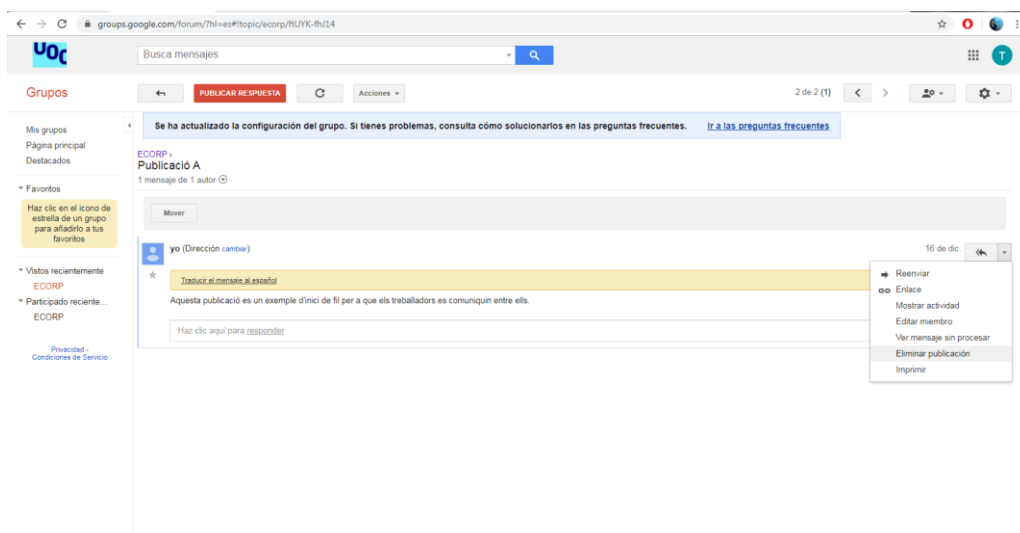 groups.google.com/forum/?hl=es#!topic/ecorp/ftUYK-fhJ14
UOC
Busca mensajes
T
Grupos
PUBLICAR RESPUESTA
Acciones
2 de 2 (1)
Mis grupos
Página principal
Destacados
Favoritos
Haz clic en el icono de
estrella de un grupo
para añadirlo a tus
favoritos
Vistos recientemente
ECORP
Participado reciente...
ECORP
Privacidad -
Condiciones de Servicio
Se ha actualizado la configuración del grupo. Si tienes problemas, consulta cómo solucionarlos en las preguntas frecuentes. Ir a las preguntas frecuentes
ECORP ›
Publicació A
1 mensaje de 1 autor
Mover
yo (Dirección cambiar)
16 de dic.
Traducir el mensaje al español
Aquesta publicació es un exemple d'inici de fil per a que els treballadors es comuniquin entre ells.
Haz clic aquí para responder
Reenviar
Enlace
Mostrar actividad
Editar miembro
Ver mensaje sin procesar
Eliminar publicación
Imprimir